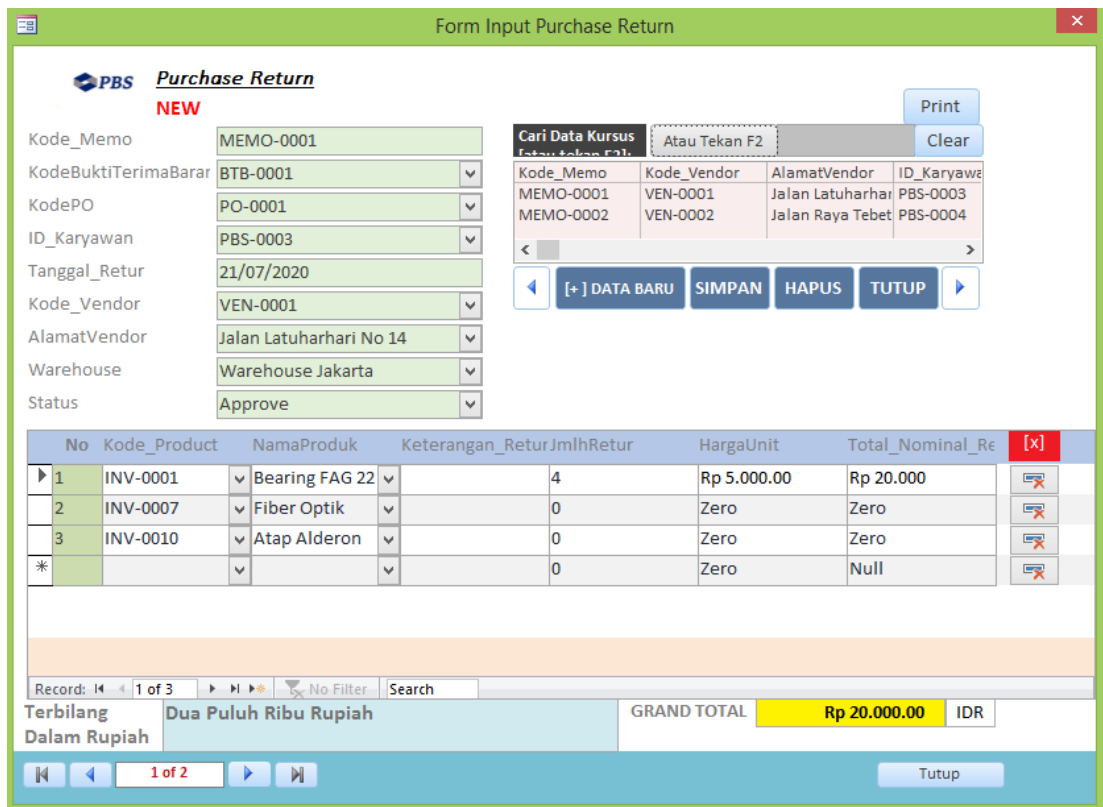 Form Input Purchase Return
PBS
Purchase Return
NEW
Print
Kode_Memo MEMO-0001
Cari Data Kursus
[atau tekan F2]:
Atau Tekan F2
Clear
KodeBuktiTerimaBarar BTB-0001
KodePO PO-0001
ID_Karyawan PBS-0003
Tanggal_Retur 21/07/2020
Kode_Vendor VEN-0001
AlamatVendor Jalan Latuharhari No 14
Warehouse Warehouse Jakarta
Status Approve
Kode_Memo Kode_Vendor AlamatVendor ID_Karyawa
MEMO-0001 VEN-0001 Jalan Latuharhar PBS-0003
MEMO-0002 VEN-0002 Jalan Raya Tebet PBS-0004
[+ ] DATA BARU SIMPAN HAPUS TUTUP
No Kode_Product NamaProduk Keterangan_Retur JmlhRetur HargaUnit Total_Nominal_Re [x]
1 INV-0001 Bearing FAG 22 4 Rp 5.000.00 Rp 20.000
2 INV-0007 Fiber Optik 0 Zero Zero
3 INV-0010 Atap Alderon 0 Zero Zero
* 0 Zero Null
Record: 1 of 3 No Filter Search
Terbilang
Dalam Rupiah
Dua Puluh Ribu Rupiah
GRAND TOTAL Rp 20.000.00 IDR
1 of 2 Tutup